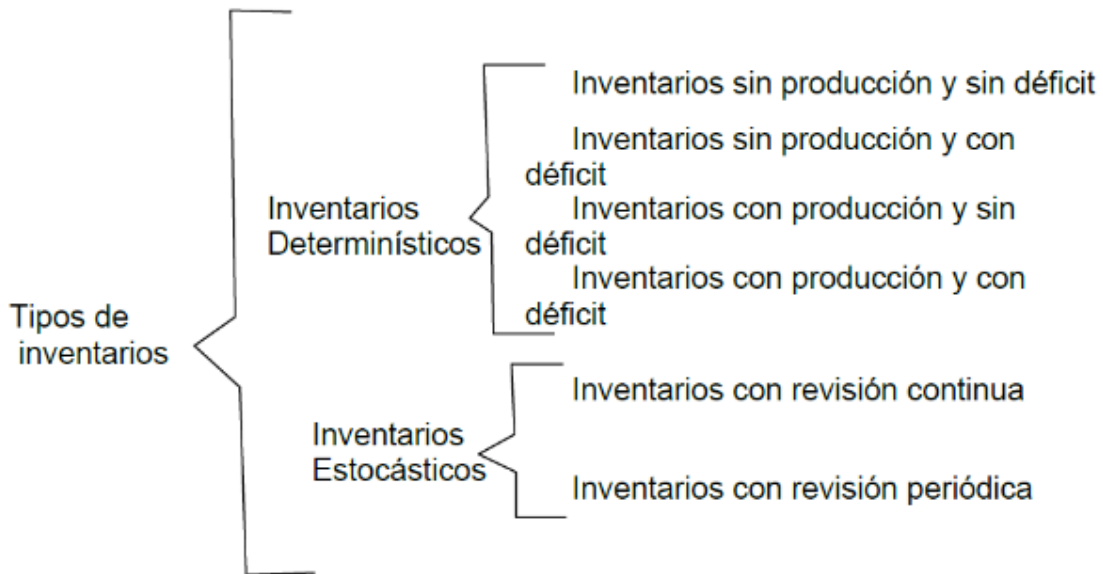 Tipos de
inventarios
Inventarios
Determinísticos
Inventarios sin producción y sin déficit
Inventarios sin producción y con
déficit
Inventarios con producción y sin
déficit
Inventarios con producción y con
déficit
Inventarios
Estocásticos
Inventarios con revisión continua
Inventarios con revisión periódica